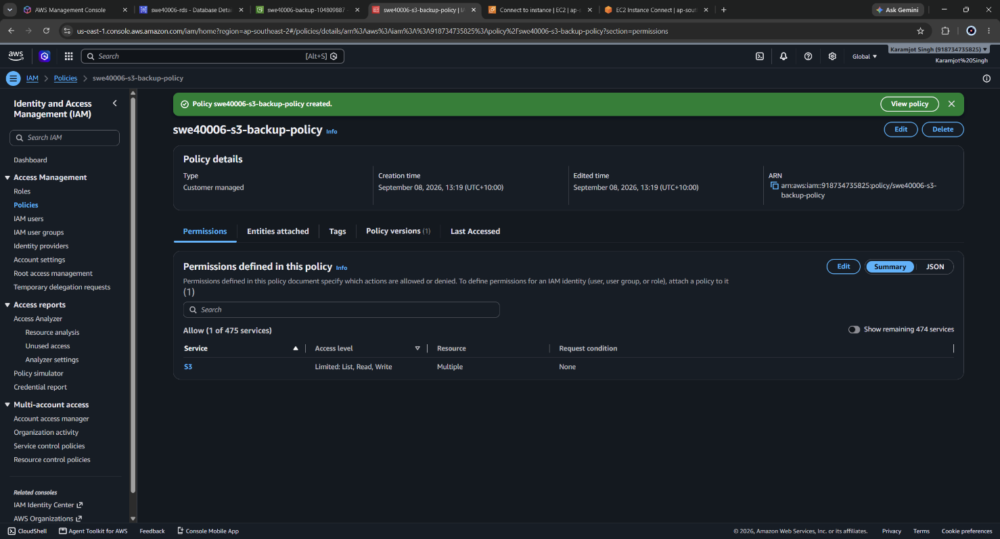 AWS Management Console
swe40006-rds - Database Detai
swe40006-backup-104809887 -
swe40006-s3-backup-policy | IA
Connect to instance | EC2 | ap-s
EC2 Instance Connect | ap-sout
Ask Gemini
us-east-1.console.aws.amazon.com/iam/home?region=ap-southeast-2#/policies/details/arn%3Aaws%3Aiam%3A%3A918734735825%3Apolicy%2Fswe40006-s3-backup-policy?section=permissions
aws
Search
[Alt+S]
Global
Karamjot Singh (918734735825)
Karamjot%20Singh
IAM
Policies
swe40006-s3-backup-policy
Identity and Access
Management (IAM)
Search IAM
Dashboard
Access Management
Roles
Policies
IAM users
IAM user groups
Identity providers
Account settings
Root access management
Temporary delegation requests
Access reports
Access Analyzer
Resource analysis
Unused access
Analyzer settings
Policy simulator
Credential report
Multi-account access
Account access manager
Organization activity
Service control policies
Resource control policies
Related consoles
IAM Identity Center
AWS Organizations
Policy swe40006-s3-backup-policy created.
View policy
swe40006-s3-backup-policy Info
Edit
Delete
Policy details
Type
Customer managed
Creation time
September 08, 2026, 13:19 (UTC+10:00)
Edited time
September 08, 2026, 13:19 (UTC+10:00)
ARN
arn:aws:iam::918734735825:policy/swe40006-s3-
backup-policy
Permissions
Entities attached
Tags
Policy versions (1)
Last Accessed
Permissions defined in this policy Info
Edit
Summary
JSON
Permissions defined in this policy document specify which actions are allowed or denied. To define permissions for an IAM identity (user, user group, or role), attach a policy to it
(1)
Search
Allow (1 of 475 services)
Show remaining 474 services
Service
Access level
Resource
Request condition
S3
Limited: List, Read, Write
Multiple
None
CloudShell
Agent Toolkit for AWS
Feedback
Console Mobile App
© 2026, Amazon Web Services, Inc. or its affiliates.
Privacy
Terms
Cookie preferences